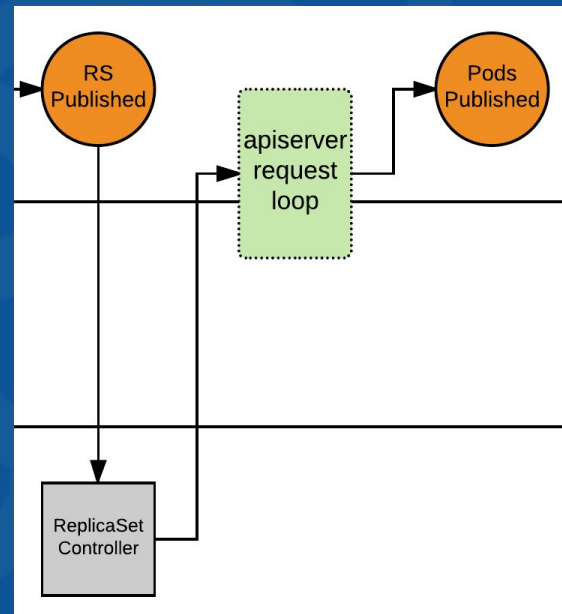 RS
Published
apiserver
request
loop
Pods
Published
ReplicaSet
Controller